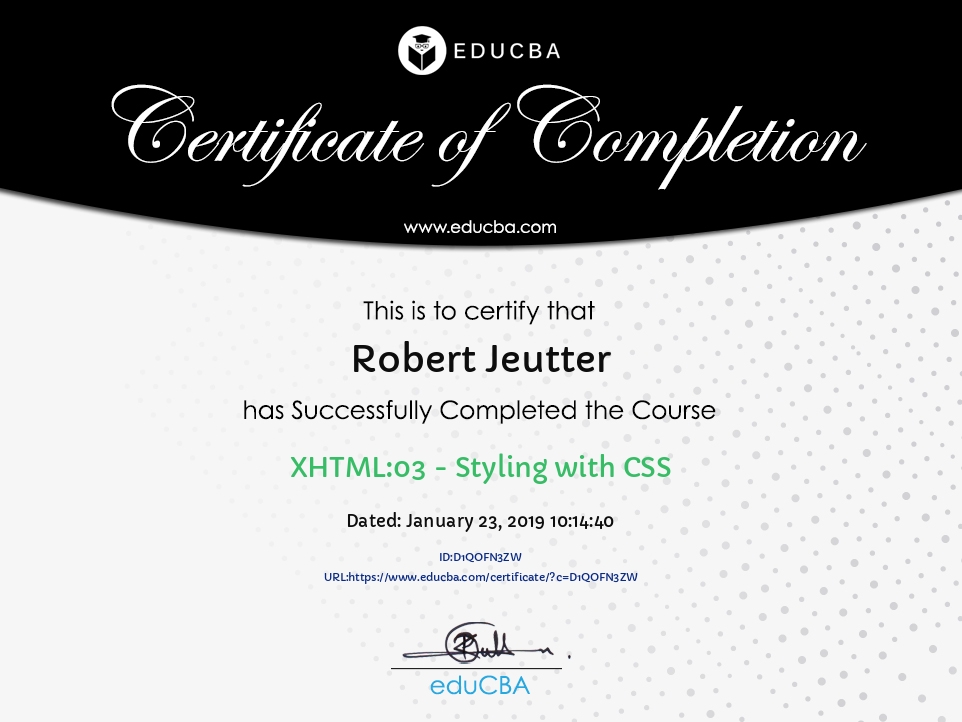 EDUCBA
Certificate of Completion
www.educba.com
This is to certify that
Robert Jeutter
has Successfully Completed the Course
XHTML:03 - Styling with CSS
Dated: January 23, 2019 10:14:40
ID:D1QOFN3ZW
URL:https://www.educba.com/certificate/?c=D1QOFN3ZW
eduCBA